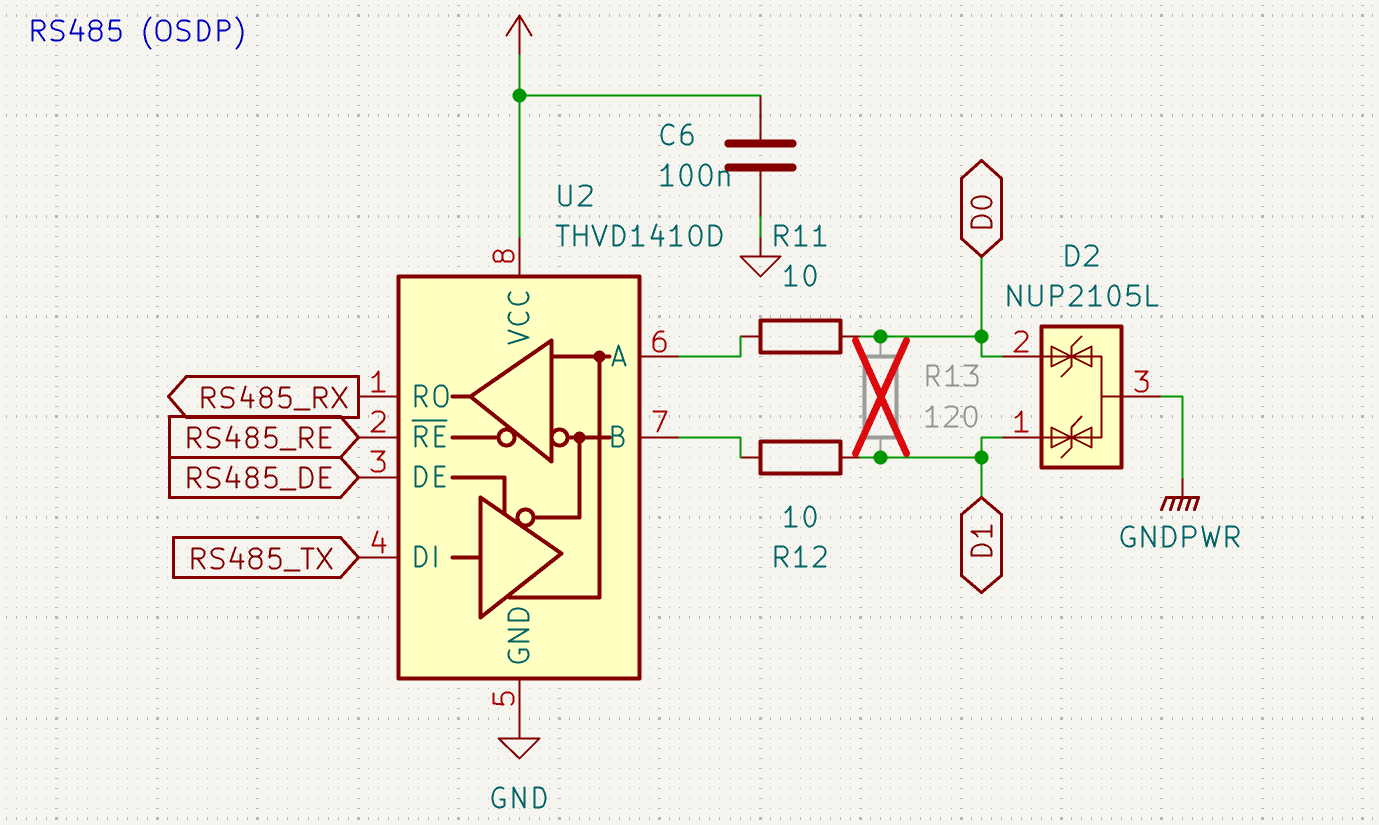 RS485 (OSDP)
C6
100n
U2
THVD1410D
8
R11
10
D0
D2
NUP2105L
VCC
6
A
2
R13
120
3
RS485_RX
1
RO
RS485_RE
2
RE
7
B
1
RS485_DE
3
DE
10
R12
D1
GNDPWR
RS485_TX
4
DI
GND
5
GND